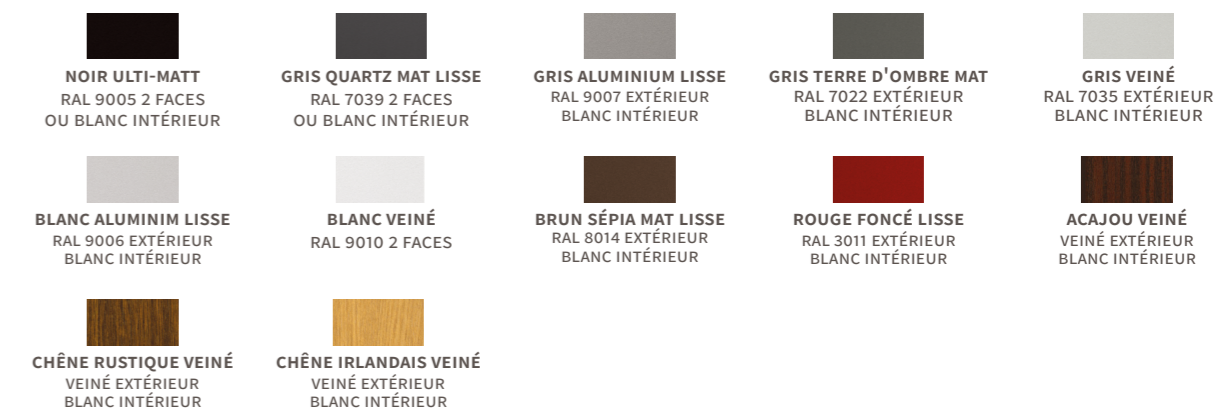 NOIR ULTI-MATT
RAL 9005 2 FACES
OU BLANC INTÉRIEUR
GRIS QUARTZ MAT LISSE
RAL 7039 2 FACES
OU BLANC INTÉRIEUR
GRIS ALUMINIUM LISSE
RAL 9007 EXTÉRIEUR
BLANC INTÉRIEUR
GRIS TERRE D'OMBRE MAT
RAL 7022 EXTÉRIEUR
BLANC INTÉRIEUR
GRIS VEINÉ
RAL 7035 EXTÉRIEUR
BLANC INTÉRIEUR
BLANC ALUMINIM LISSE
RAL 9006 EXTÉRIEUR
BLANC INTÉRIEUR
BLANC VEINÉ
RAL 9010 2 FACES
BRUN SÉPIA MAT LISSE
RAL 8014 EXTÉRIEUR
BLANC INTÉRIEUR
ROUGE FONCÉ LISSE
RAL 3011 EXTÉRIEUR
BLANC INTÉRIEUR
ACAJOU VEINÉ
VEINÉ EXTÉRIEUR
BLANC INTÉRIEUR
CHÊNE RUSTIQUE VEINÉ
VEINÉ EXTÉRIEUR
BLANC INTÉRIEUR
CHÊNE IRLANDAIS VEINÉ
VEINÉ EXTÉRIEUR
BLANC INTÉRIEUR